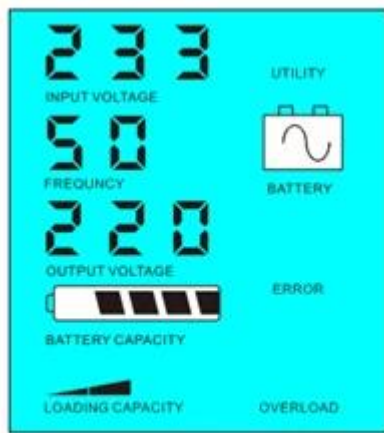 233
UTILITY
INPUT VOLTAGE
50
FREQUNCY
BATTERY
220
OUTPUT VOLTAGE
ERROR
BATTERY CAPACITY
LOADING CAPACITY
OVERLOAD